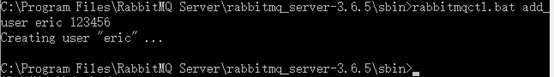 C:\Program Files\RabbitMQ Server\rabbitmq_server-3.6.5\sbin>rabbitmqctl.bat add_
user eric 123456
Creating user "eric" ...
C:\Program Files\RabbitMQ Server\rabbitmq_server-3.6.5\sbin>